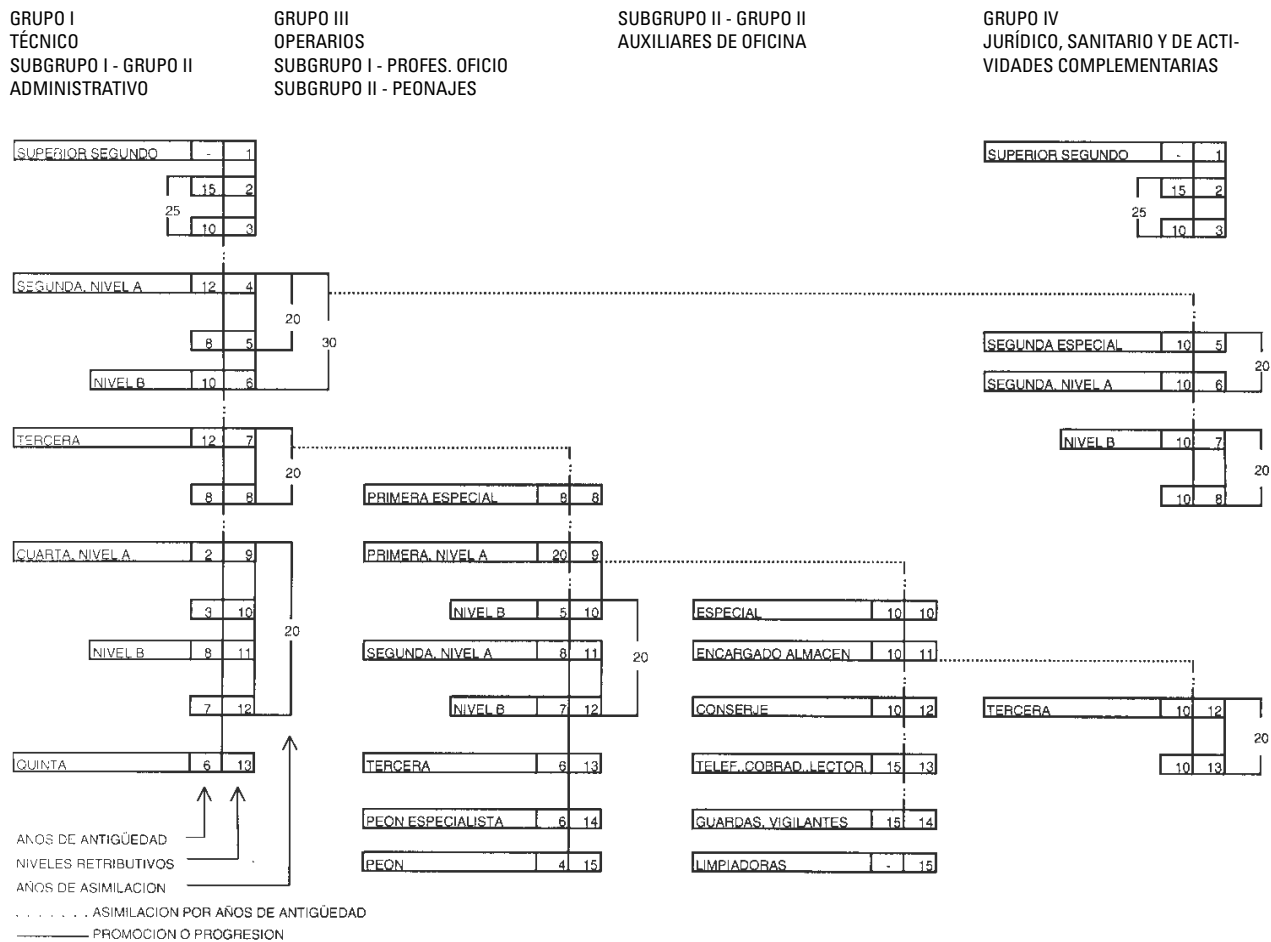 GRUPO I
TÉCNICO
SUBGRUPO I - GRUPO II
ADMINISTRATIVO
GRUPO III
OPERARIOS
SUBGRUPO I - PROFES. OFICIO
SUBGRUPO II - PEONAJES
SUBGRUPO II - GRUPO II
AUXILIARES DE OFICINA
GRUPO IV
JURÍDICO, SANITARIO Y DE ACTI-
VIDADES COMPLEMENTARIAS
SUPERIOR SEGUNDO - 1
15 2
25
10 3
SEGUNDA, NIVEL A 12 4
20
8 5
30
NIVEL B 10 6
TERCERA 12 7
20
8 8
CUARTA, NIVEL A 2 9
3 10
20
NIVEL B 8 11
7 12
QUINTA 6 13
PRIMERA ESPECIAL 8 8
PRIMERA, NIVEL A 20 9
NIVEL B 5 10
SEGUNDA, NIVEL A 8 11
20
NIVEL B 7 12
TERCERA 6 13
PEON ESPECIALISTA 6 14
PEON 4 15
ESPECIAL 10 10
ENCARGADO ALMACEN 10 11
CONSERJE 10 12
TELEF.,COBRAD.,LECTOR. 15 13
GUARDAS, VIGILANTES 15 14
LIMPIADORAS - 15
SUPERIOR SEGUNDO - 1
15 2
25
10 3
SEGUNDA ESPECIAL 10 5
20
SEGUNDA, NIVEL A 10 6
NIVEL B 10 7
20
10 8
TERCERA 10 12
20
10 13
AÑOS DE ANTIGÜEDAD
NIVELES RETRIBUTIVOS
AÑOS DE ASIMILACION
. . . . . . . ASIMILACION POR AÑOS DE ANTIGÜEDAD
PROMOCION O PROGRESION